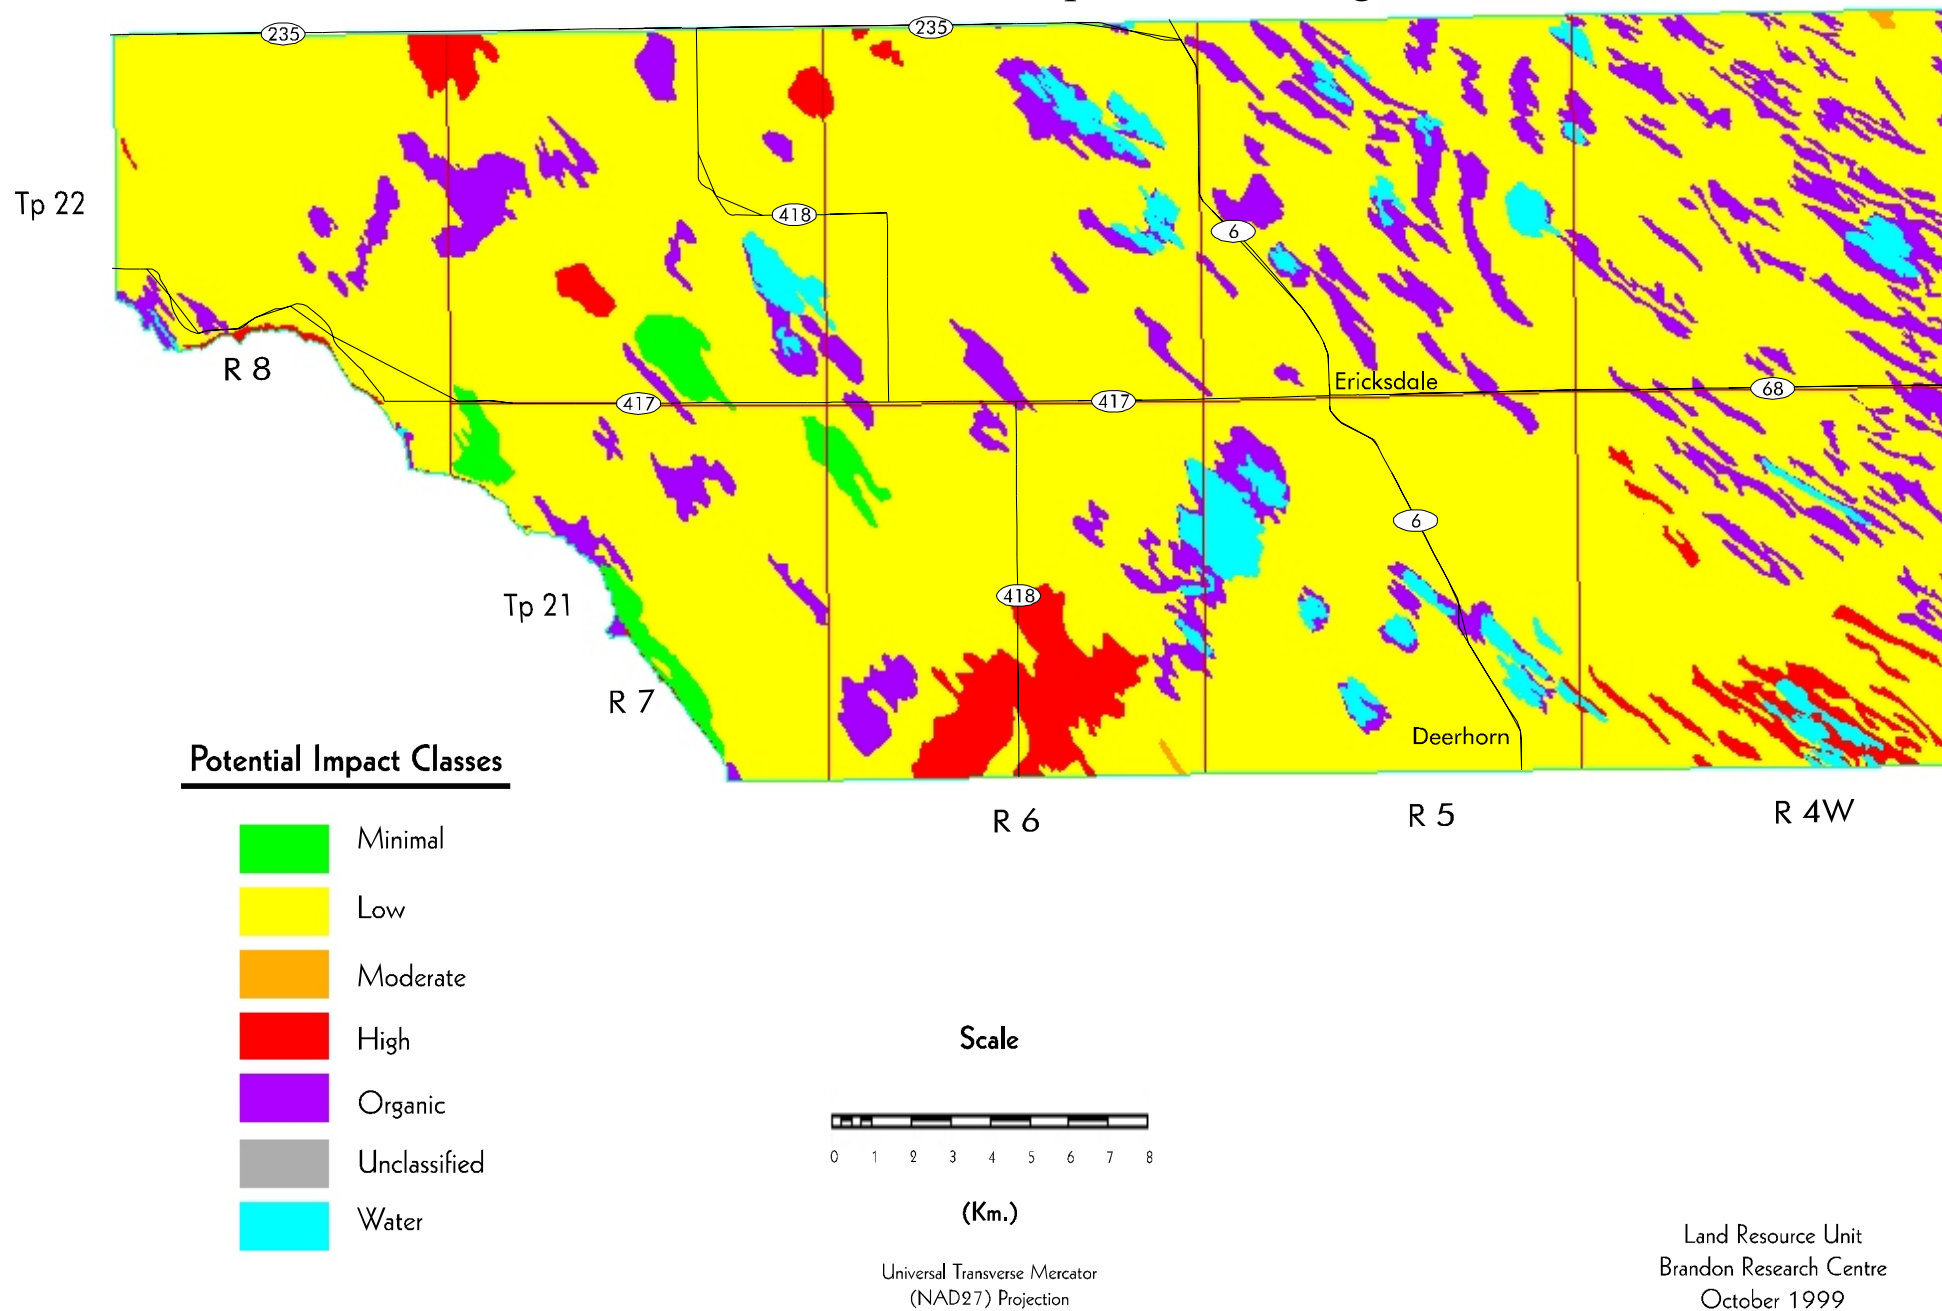 235
235
Tp 22
418
6
R 8
Ericksdale
417
417
68
6
418
Tp 21
R 7
Deerhorn
R 6
R 5
R 4W
Potential Impact Classes
Minimal
Low
Moderate
High
Organic
Unclassified
Water
Scale
0 1 2 3 4 5 6 7 8
(Km.)
Universal Transverse Mercator
(NAD27) Projection
Land Resource Unit
Brandon Research Centre
October 1999